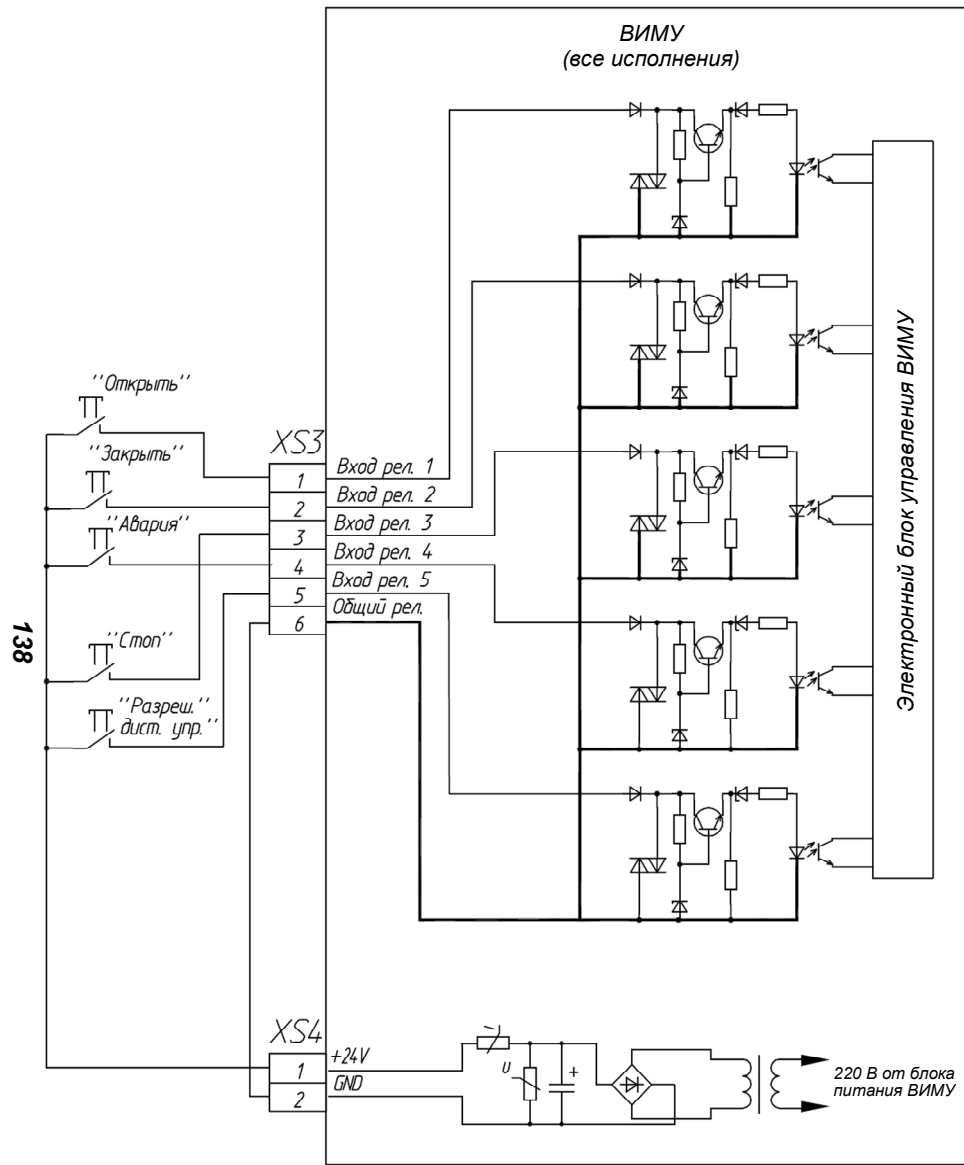 ВИМУ
(все исполнения)
Электронный блок управления ВИМУ
"Открыть"
"Закрыть"
"Авария"
"Стоп"
"Разреш.
дист. упр."
138
XS3
1
Вход рел. 1
2
Вход рел. 2
3
Вход рел. 3
4
Вход рел. 4
5
Вход рел. 5
6
Общий рел.
XS4
1
+24V
2
GND
U
+
220 В от блока
питания ВИМУ